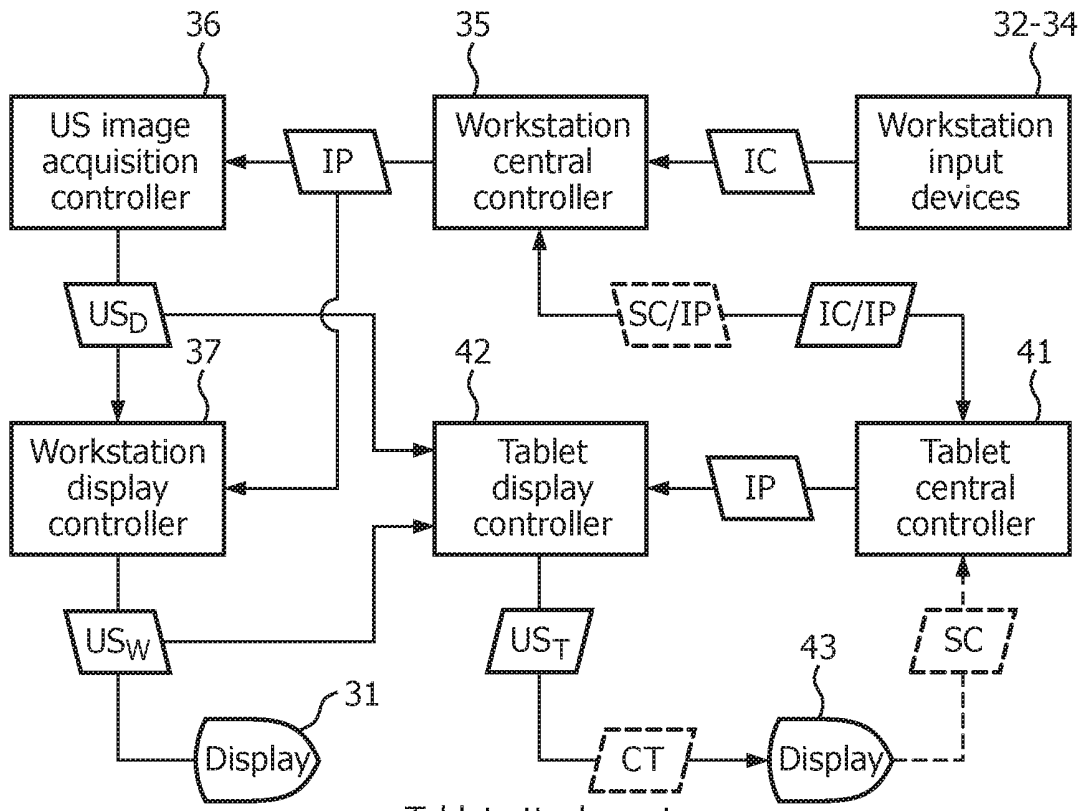 36
35
32-34
US image
acquisition
controller
IP
Workstation
central
controller
IC
Workstation
input
devices
USD
SC/IP
IC/IP
37
42
41
Workstation
display
controller
Tablet
display
controller
IP
Tablet
central
controller
USW
UST
SC
31
43
Display
CT
Display